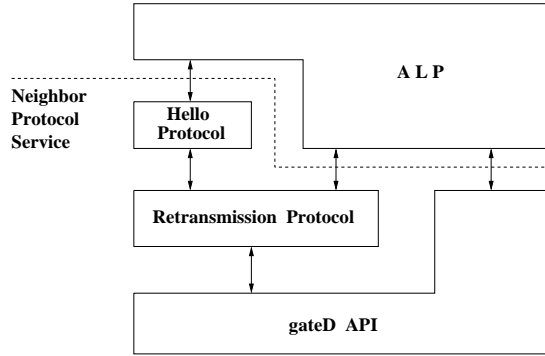 A L P
Neighbor
Protocol
Service
Hello
Protocol
Retransmission Protocol
gateD API